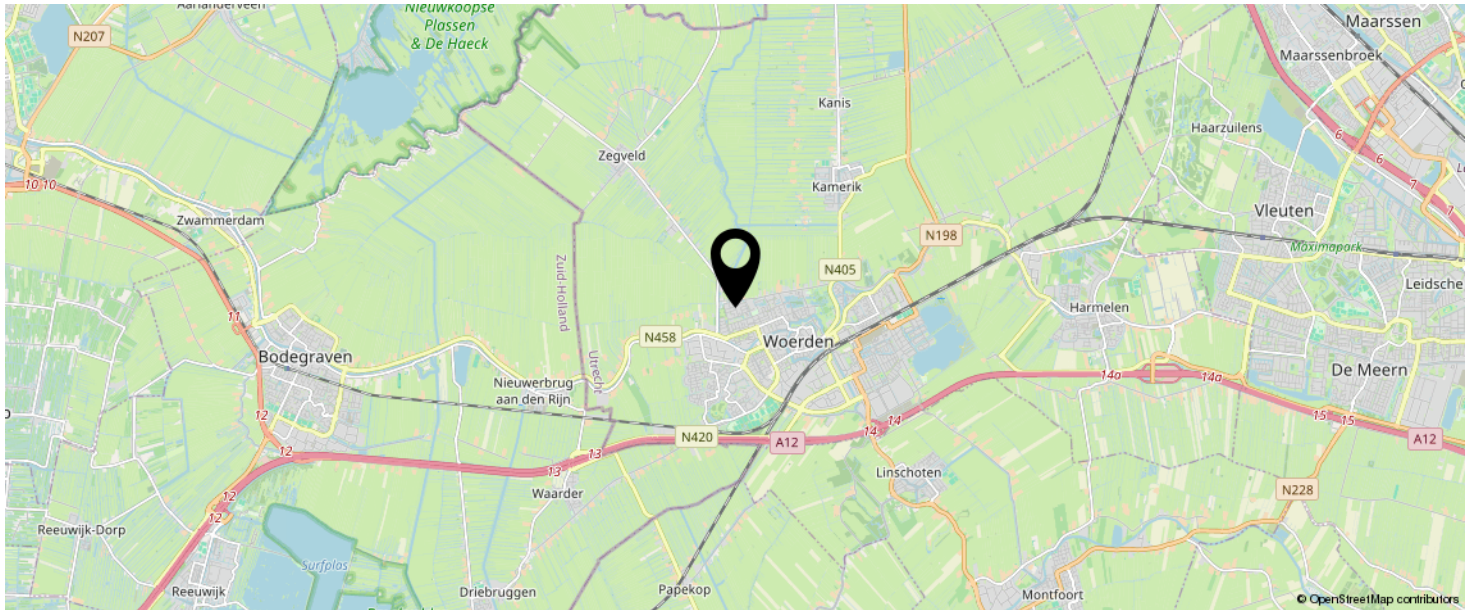 Aarlanderveen
Nieuwkoopse
Plassen
& De Haeck
N207
Maarssen
Maarssenbroek
Kanis
Haarzuilens
6
6
7
7
Zegveld
Kamerik
10
10
Zwammerdam
Vleuten
Maximapark
N198
Zuid-Holland
N405
Leidsche
Harmelen
11
N458
Woerden
Bodegraven
Utrecht
De Meern
Nieuwerbrug
aan den Rijn
14a
14a
12
15
15
N420
A12
14
14
A12
12
13
13
Linschoten
Waarder
N228
12
12
Reeuwijk-Dorp
Surfplas
Reeuwijk
Driebruggen
Papekop
Montfoort
© OpenStreetMap contributors